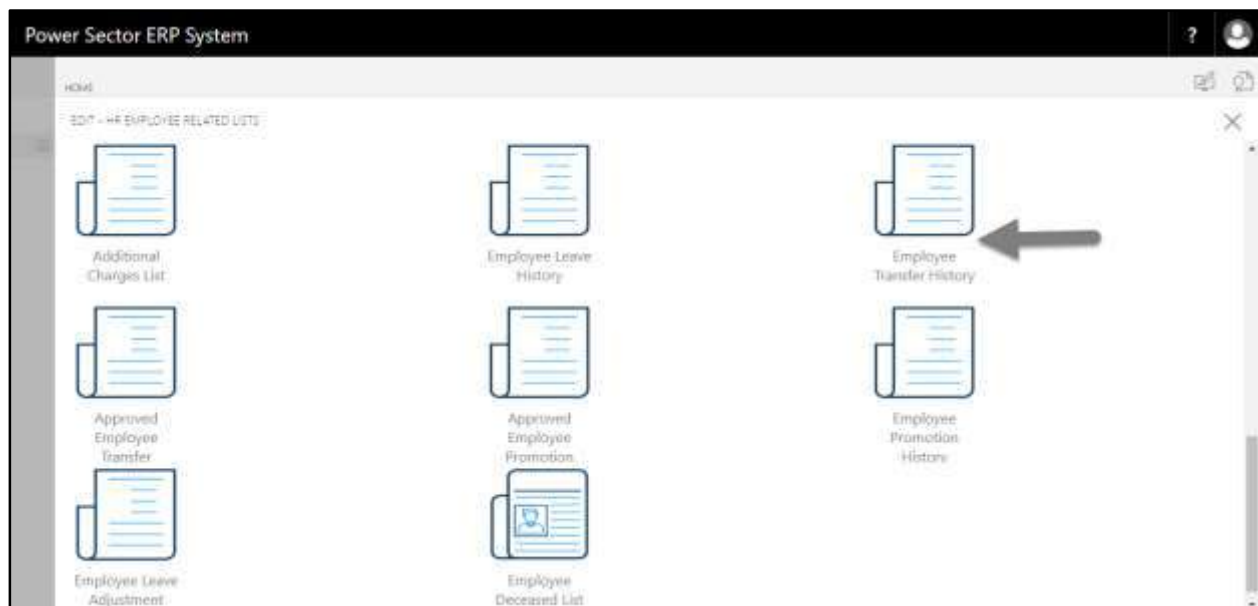 Power Sector ERP System
?
HOME
EDIT - HR EMPLOYEE RELATED LISTS
Additional
Charges List
Employee Leave
History
Employee
Transfer History
Approved
Employee
Transfer
Approved
Employee
Promotion
Employee
Promotion
History
Employee Leave
Adjustment
Employee
Deceased List